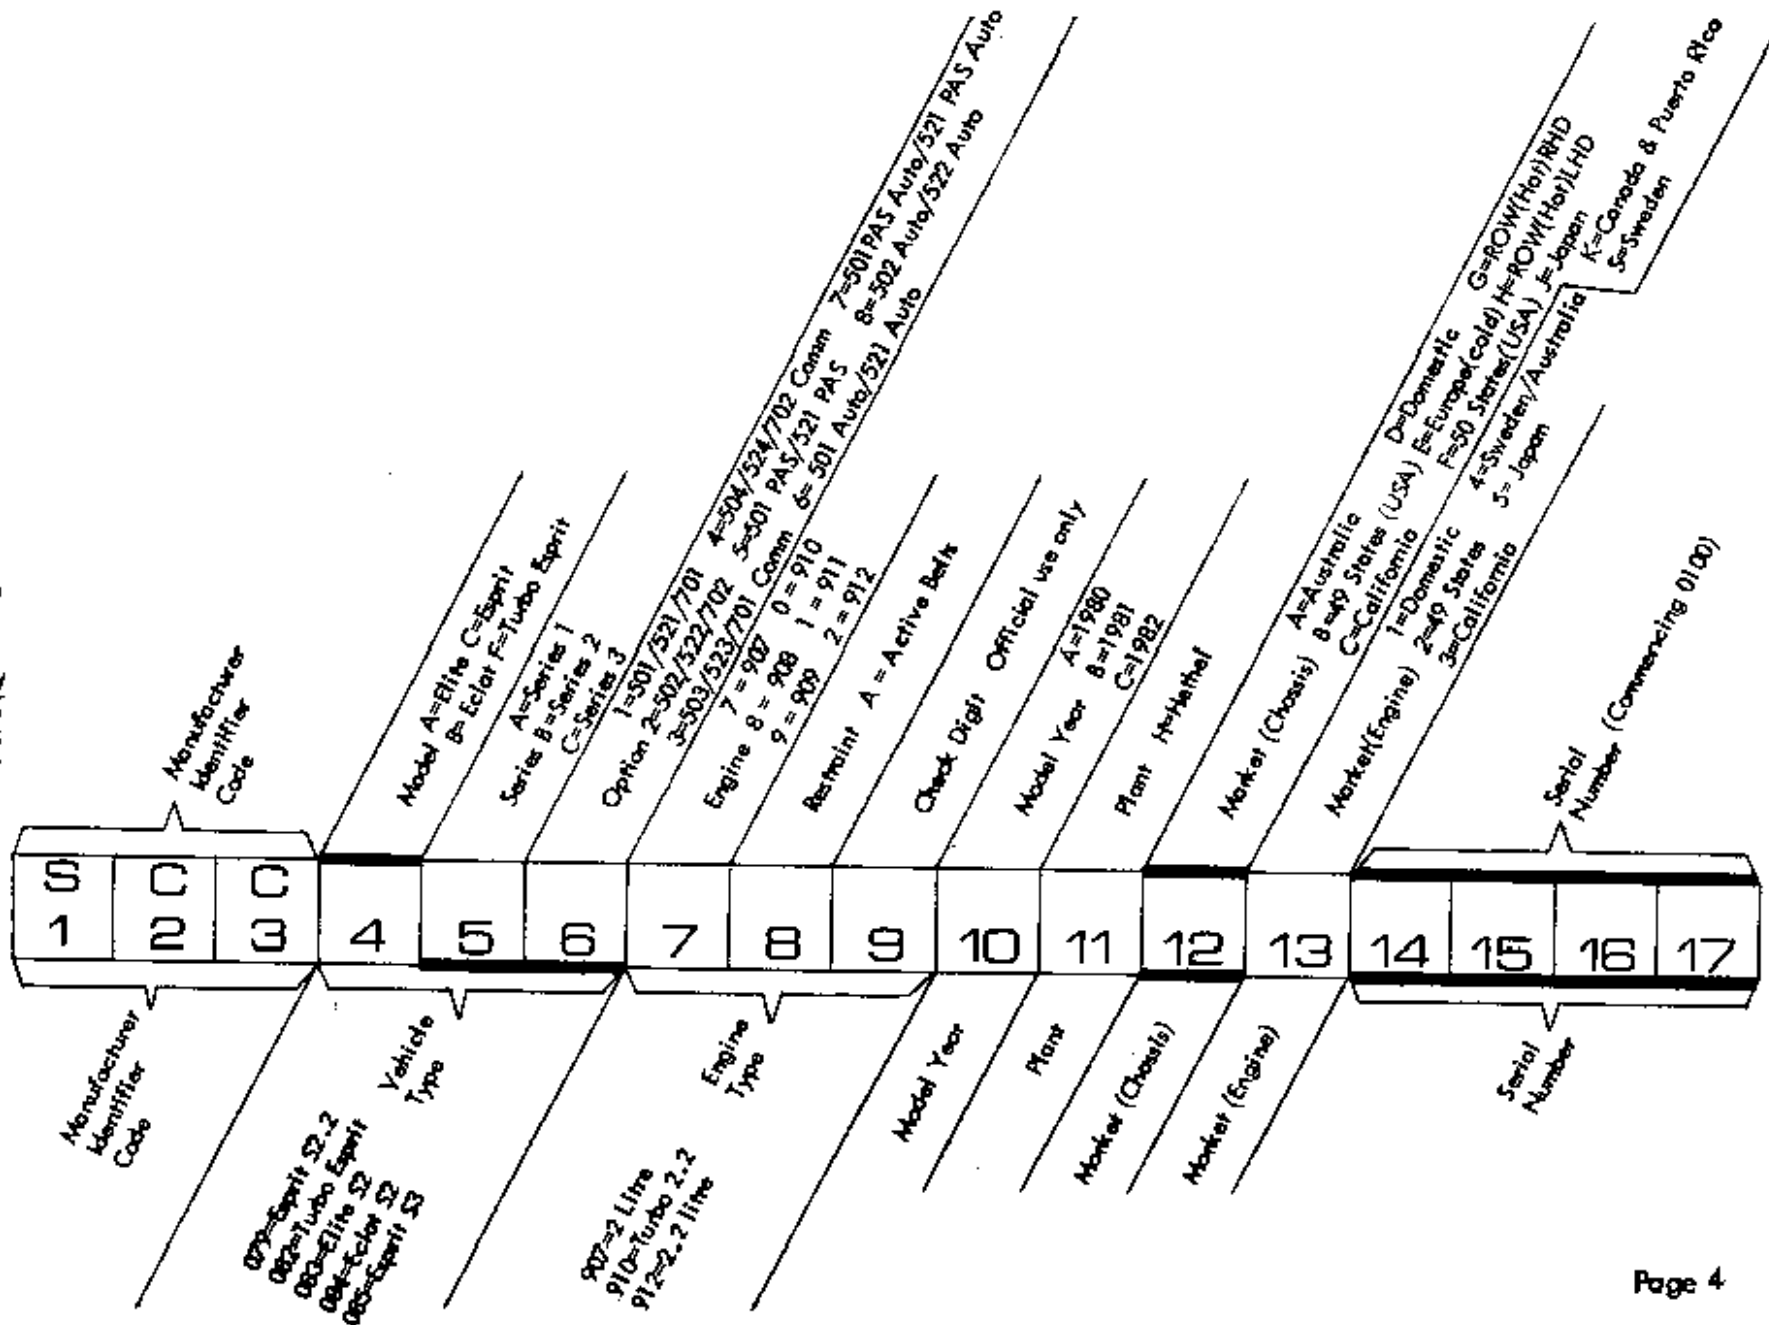 Manufacturer
Identifier
Code
Model A=Elite C=Esprit
B= Eclat F=Turbo Esprit
A=Series 1
Series B=Series 2
C=Series 3
1=501/521/701 4=504/524/702 Comm 7=501PAS Auto/521 PAS Auto
Option 2=502/522/702 5=501 PAS/521 PAS 8=502 Auto/522 Auto
3=503/523/701 Comm 6= 501 Auto/521 Auto
7 = 907 0 = 910
Engine 8 = 908 1 = 911
9 = 909 2 = 912
Restraint A = Active Belts
Check Digit Official use only
A=1980
Model Year B=1981
C=1982
Plant H=Hethel
A=Australia D=Domestic G=ROW(Hot)RHD
Market (Chassis) B=49 States (USA) E=Europe(cold) H=ROW(Hot)LHD
C=California F=50 States(USA) J=Japan
K=Canada & Puerto Rico
S=Sweden
1=Domestic 4=Sweden/Australia
Market(Engine) 2=49 States 5= Japan
3=California
Serial
Number (Commencing 0100)
S C C
1 2 3 4 5 6 7 8 9 10 11 12 13 14 15 16 17
Manufacturer
Identifier
Code
Vehicle
Type
079=Esprit S2.2
082=Turbo Esprit
083=Elite S2
084=Eclat S2
085=Esprit S3
Engine
Type
907=2 Litre
910=Turbo 2.2
912=2.2 litre
Model Year
Plant
Market (Chassis)
Market (Engine)
Serial
Number
Page 4